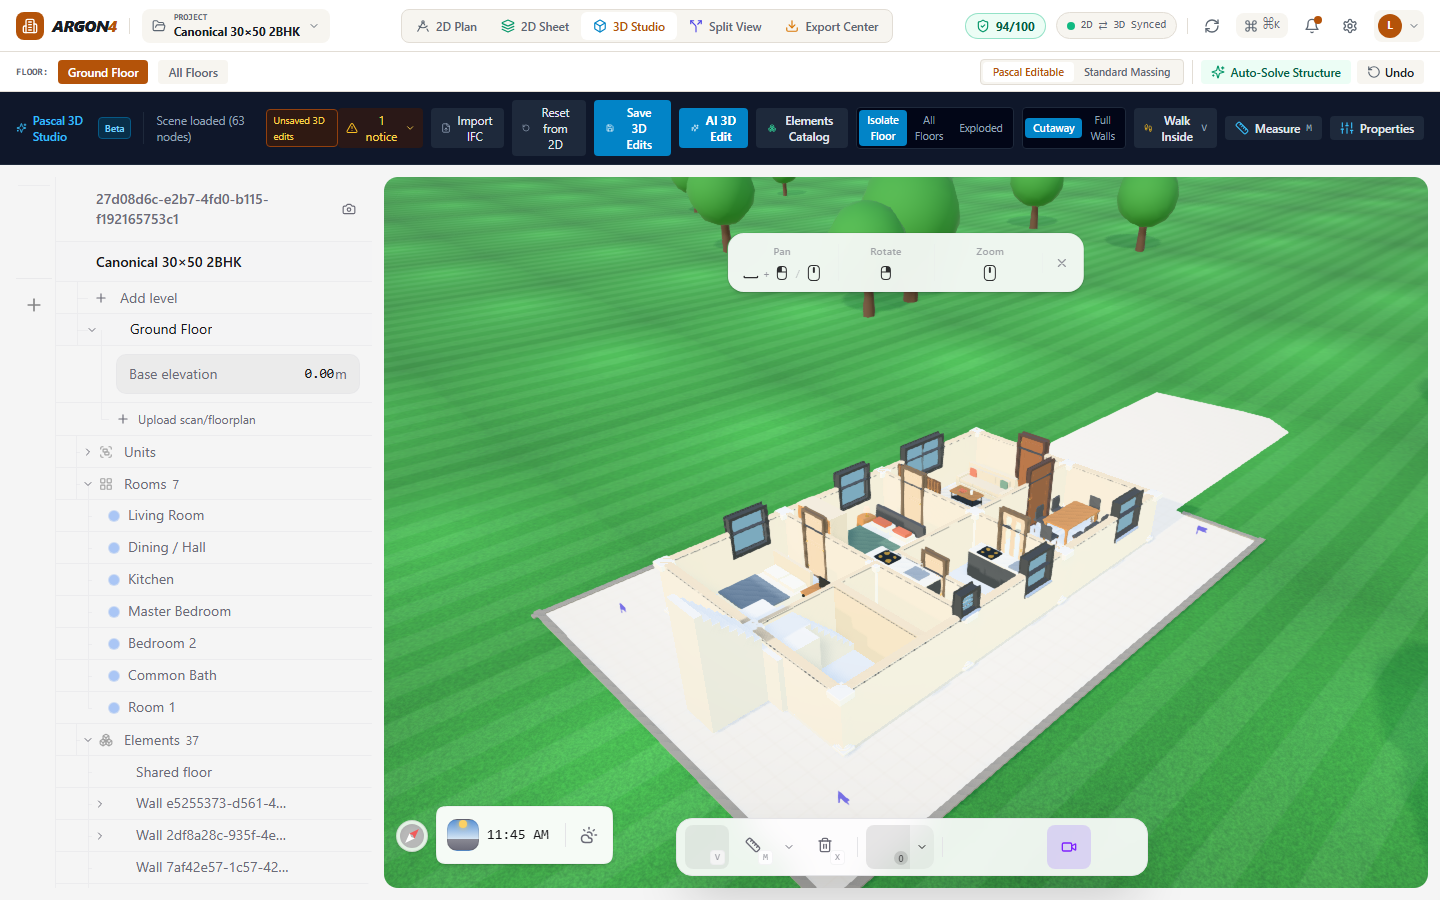 ARGON4
PROJECT
Canonical 30×50 2BHK
2D Plan
2D Sheet
3D Studio
Split View
Export Center
94/100
2D ⇄ 3D Synced
⌘K
L
FLOOR:
Ground Floor
All Floors
Pascal Editable
Standard Massing
Auto-Solve Structure
Undo
Pascal 3D
Studio
Beta
Scene loaded (63
nodes)
Unsaved 3D
edits
1
notice
Import
IFC
Reset
from
2D
Save
3D
Edits
AI 3D
Edit
Elements
Catalog
Isolate
Floor
All
Floors
Exploded
Cutaway
Full
Walls
Walk
Inside
V
Measure M
Properties
27d08d6c-e2b7-4fd0-b115-
f192165753c1
Canonical 30×50 2BHK
Add level
Ground Floor
Base elevation 0.00m
Upload scan/floorplan
Units
Rooms 7
Living Room
Dining / Hall
Kitchen
Master Bedroom
Bedroom 2
Common Bath
Room 1
Elements 37
Shared floor
Wall e5255373-d561-4...
Wall 2df8a28c-935f-4e...
Wall 7af42e57-1c57-42...
Pan
Rotate
Zoom
+ /
11:45 AM
V
M
X
0